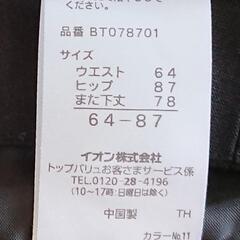 ください。
品番 BT078701
サイズ
ウエスト 64
ヒップ 87
また下丈 78
64-87
イオン株式会社
トップバリュお客さまサービス係
TEL.0120-28-4196
(10~17時:日曜日は除く)
中国製 TH
カラーNo.11